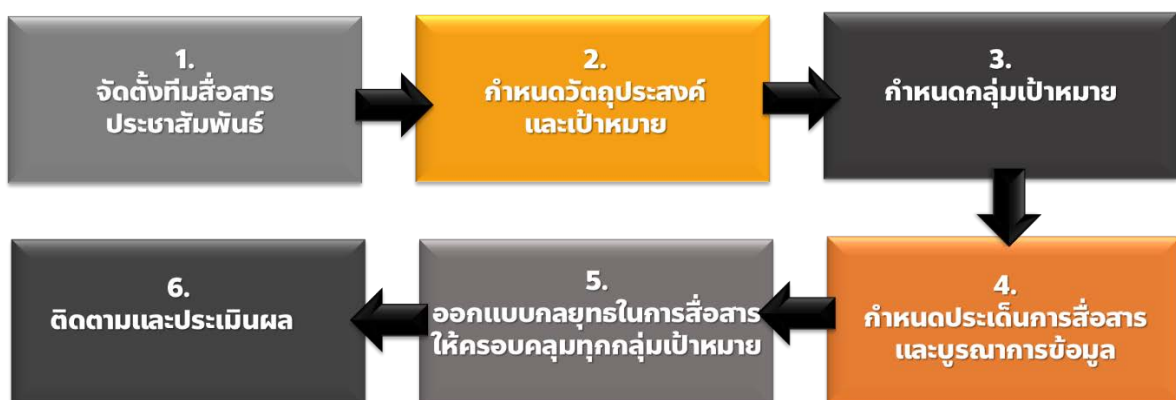 1.
จัดตั้งทีมสื่อสาร
ประชาสัมพันธ์
2.
กำหนดวัตถุประสงค์
และเป้าหมาย
3.
กำหนดกลุ่มเป้าหมาย
4.
กำหนดประเด็นการสื่อสาร
และบูรณาการข้อมูล
5.
ออกแบบกลยุทธในการสื่อสาร
ให้ครอบคลุมทุกกลุ่มเป้าหมาย
6.
ติดตามและประเมินผล